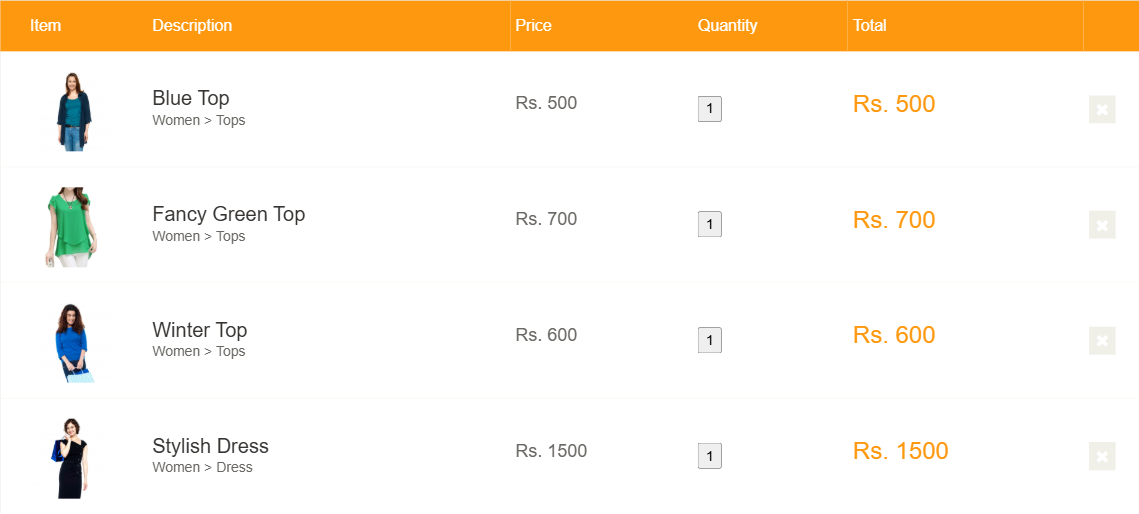 Item Description Price Quantity Total
Blue Top
Women > Tops
Rs. 500
1
Rs. 500
Fancy Green Top
Women > Tops
Rs. 700
1
Rs. 700
Winter Top
Women > Tops
Rs. 600
1
Rs. 600
Stylish Dress
Women > Dress
Rs. 1500
1
Rs. 1500